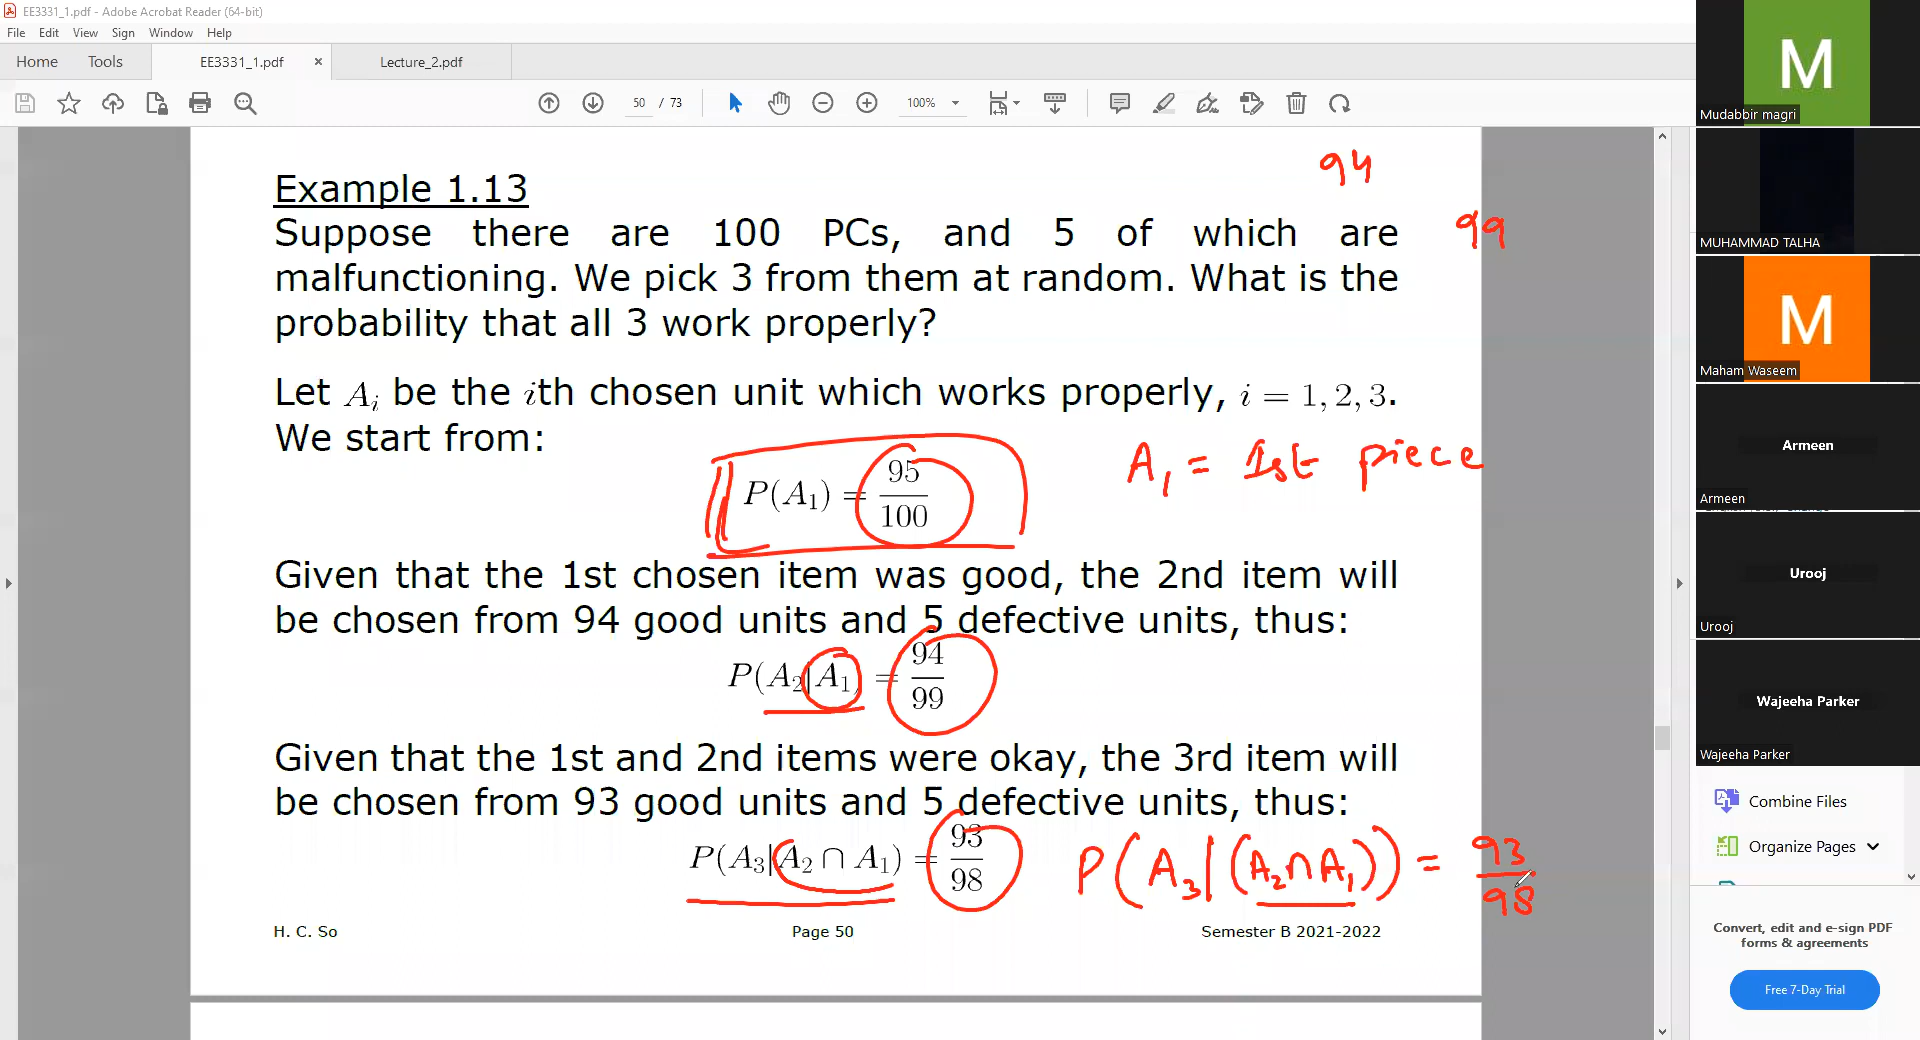 EE3331_1.pdf - Adobe Acrobat Reader (64-bit)
File Edit View Sign Window Help
Home Tools EE3331_1.pdf × Lecture_2.pdf
50 / 73 100%
94
Example 1.13
Suppose there are 100 PCs, and 5 of which are
99
malfunctioning. We pick 3 from them at random. What is the
probability that all 3 work properly?
Let A_i be the ith chosen unit which works properly, i = 1, 2, 3.
We start from:
P(A_1) = 95/100
A_1 = 1st piece
Given that the 1st chosen item was good, the 2nd item will
be chosen from 94 good units and 5 defective units, thus:
P(A_2|A_1) = 94/99
Given that the 1st and 2nd items were okay, the 3rd item will
be chosen from 93 good units and 5 defective units, thus:
P(A_3|A_2 ∩ A_1) = 93/98
P(A_3|(A_2∩A_1)) = 93/98
H. C. So Page 50 Semester B 2021-2022
M
Mudabbir magri
MUHAMMAD TALHA
M
Maham Waseem
Armeen
Armeen
Urooj
Urooj
Wajeeha Parker
Wajeeha Parker
Combine Files
Organize Pages
Convert, edit and e-sign PDF
forms & agreements
Free 7-Day Trial